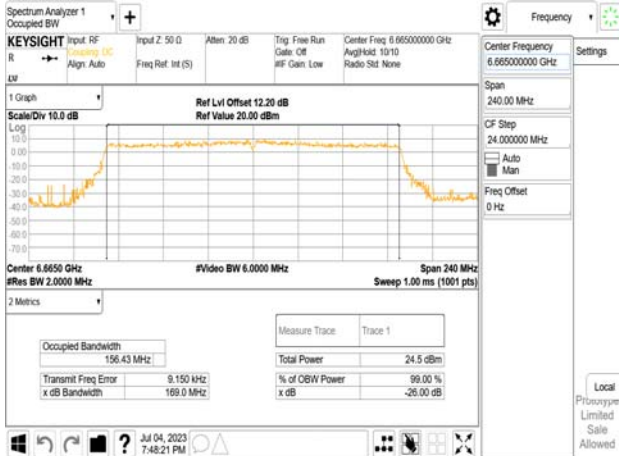 Spectrum Analyzer 1
Occupied BW
Frequency
KEYSIGHT
R
Input: RF
Coupling: DC
Align: Auto
Input Z: 50 Ω
Freq Ref: Int (S)
Atten: 20 dB
Trig: Free Run
Gate: Off
#IF Gain: Low
Center Freq: 6.665000000 GHz
Avg|Hold: 10/10
Radio Std: None
Center Frequency
6.665000000 GHz
Settings
Span
240.00 MHz
CF Step
24.000000 MHz
Auto
Man
Freq Offset
0 Hz
1 Graph
Scale/Div 10.0 dB
Ref Lvl Offset 12.20 dB
Ref Value 20.00 dBm
Log
10.0
0.00
-10.0
-20.0
-30.0
-40.0
-50.0
-60.0
-70.0
Center 6.6650 GHz
#Res BW 2.0000 MHz
#Video BW 6.0000 MHz
Span 240 MHz
Sweep 1.00 ms (1001 pts)
2 Metrics
Measure Trace
Trace 1
Occupied Bandwidth
156.43 MHz
Total Power
24.5 dBm
Transmit Freq Error
9.150 kHz
% of OBW Power
99.00 %
x dB Bandwidth
169.0 MHz
x dB
-26.00 dB
Local
Prototype
Limited
Sale
Allowed
?
Jul 04, 2023
7:48:21 PM